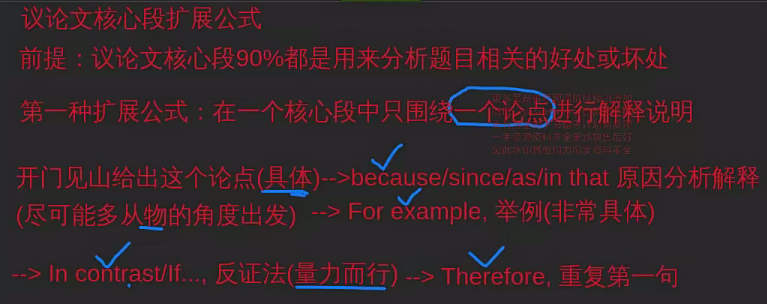 议论文核心段扩展公式
前提：议论文核心段90%都是用来分析题目相关的好处或坏处
第一种扩展公式：在一个核心段中只围绕一个论点进行解释说明
开门见山给出这个论点(具体)-->because/since/as/in that 原因分析解释
(尽可能多从物的角度出发) --> For example, 举例(非常具体)
--> In contrast/If..., 反证法(量力而行) --> Therefore, 重复第一句